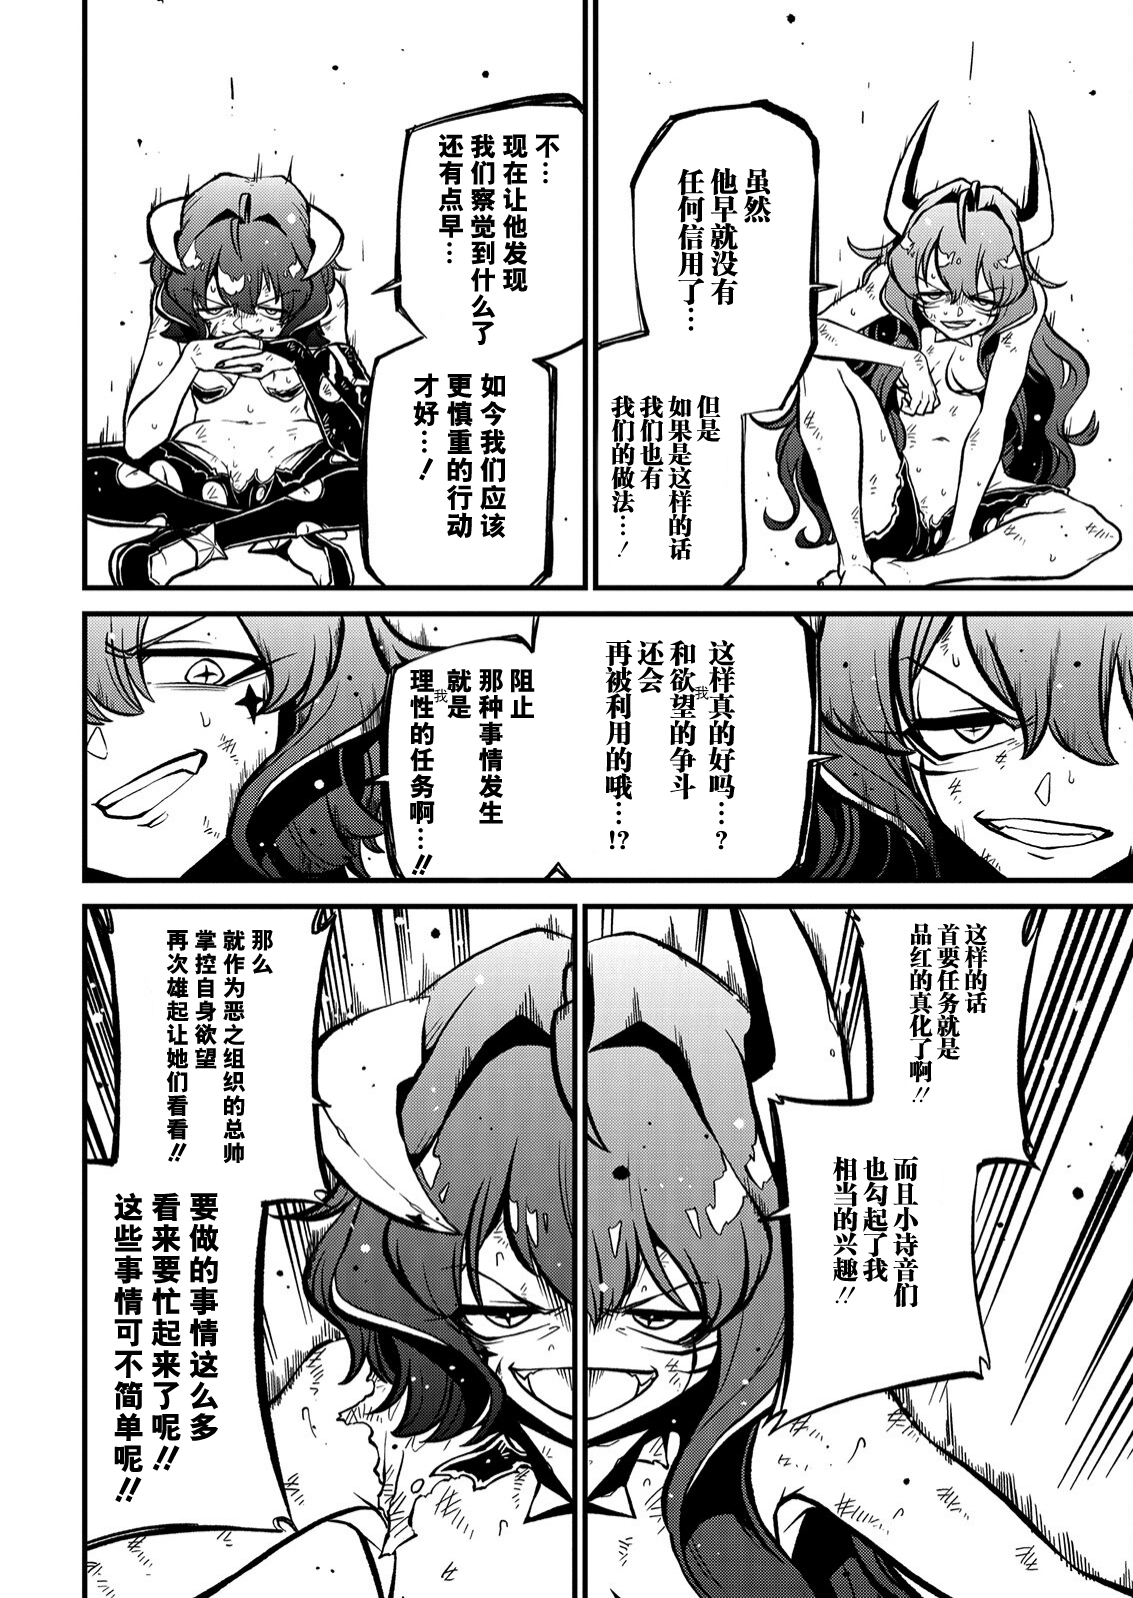 虽然
他早就没有
任何信用了…
但是
如果是这样的话
我们也有
我们的做法…！
不…
现在让他发现
我们察觉到什么了
还有点早…
如今我们应该
更慎重的行动
才好…！
这样真的好吗…？
和欲望的争斗
我
还会
再被利用的哦…!?
阻止
那种事情发生
就是
我
理性的任务啊…!!
这样的话
首要任务就是
品红的真化了啊!!
而且小诗音们
也勾起了我
相当的兴趣!!
那么
就作为恶之组织的总帅
掌控自身欲望
再次雄起让她们看看!!
要做的事情这么多
看来要忙起来了呢!!
这些事情可不简单呢!!